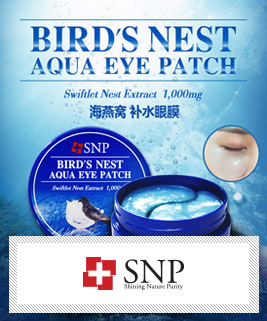 BIRD'S NEST
AQUA EYE PATCH
Swiftlet Nest Extract 1,000mg
海燕窝 补水眼膜
SNP
BIRD'S NEST
AQUA EYE PATCH
Swiftlet Nest Extract 1,000
SNP
Shining Nature Purity